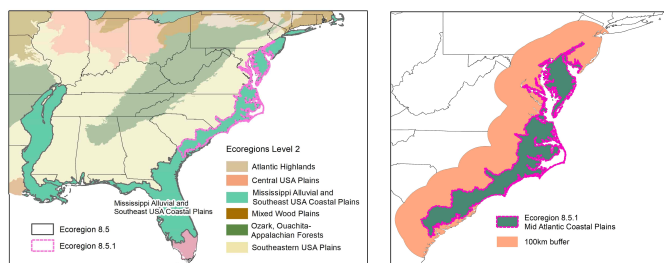 Ecoregions Level 2
Atlantic Highlands
Central USA Plains
Mississippi Alluvial and
Southeast USA Coastal Plains
Mixed Wood Plains
Ozark, Ouachita-
Appalachian Forests
Southeastern USA Plains
Mississippi Alluvial and
Southeast USA Coastal Plains
Ecoregion 8.5
Ecoregion 8.5.1
Ecoregion 8.5.1
Mid Atlantic Coastal Plains
100km buffer